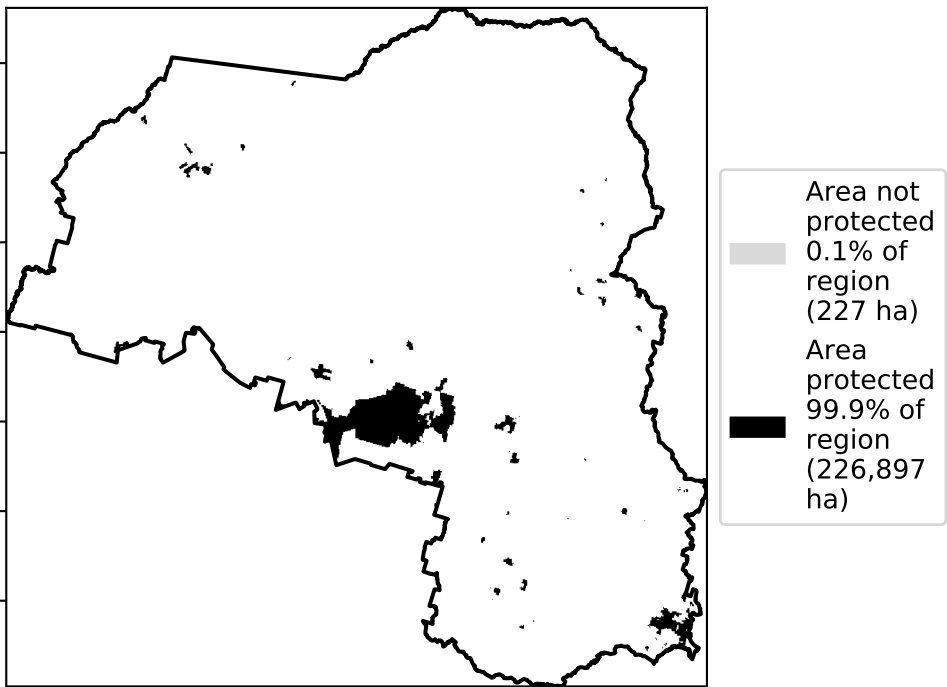 Area not
protected
0.1% of
region
(227 ha)
Area
protected
99.9% of
region
(226,897
ha)